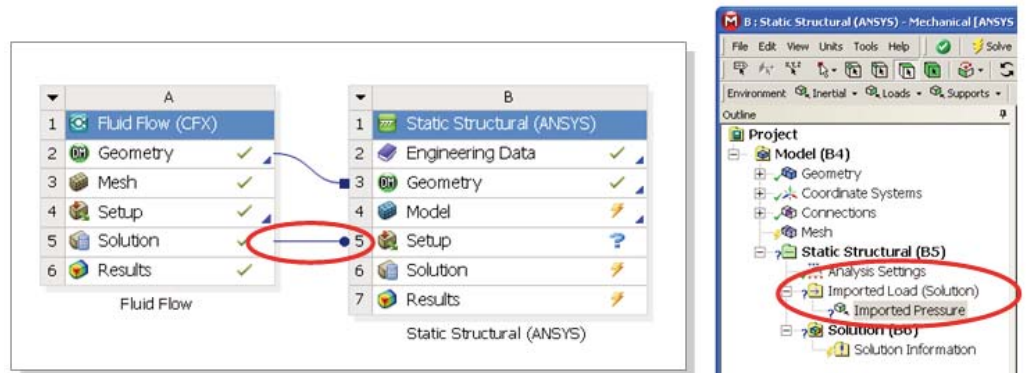 A
1 Fluid Flow (CFX)
2 Geometry
3 Mesh
4 Setup
5 Solution
6 Results
Fluid Flow
B
1 Static Structural (ANSYS)
2 Engineering Data
3 Geometry
4 Model
5 Setup
6 Solution
7 Results
Static Structural (ANSYS)
B : Static Structural (ANSYS) - Mechanical [ANSYS
File Edit View Units Tools Help Solve
Environment Inertial Loads Supports
Outline
Project
Model (B4)
Geometry
Coordinate Systems
Connections
Mesh
Static Structural (B5)
Analysis Settings
Imported Load (Solution)
Imported Pressure
Solution (B6)
Solution Information